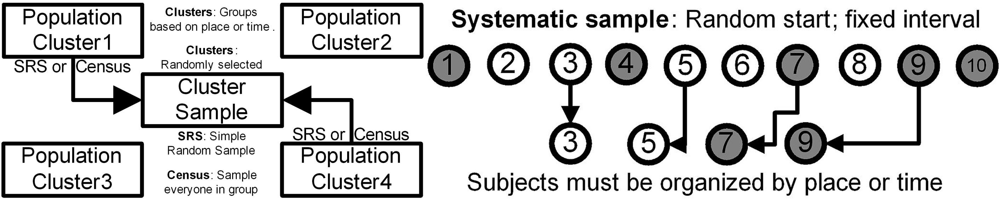 Population
Cluster1
Clusters: Groups
based on place or time .
Population
Cluster2
Clusters:
Randomly selected
SRS or Census
Cluster
Sample
SRS: Simple
Random Sample
SRS or Census
Population
Cluster3
Census: Sample
everyone in group
Population
Cluster4
Systematic sample: Random start; fixed interval
1 2 3 4 5 6 7 8 9 10
3 5 7 9
Subjects must be organized by place or time